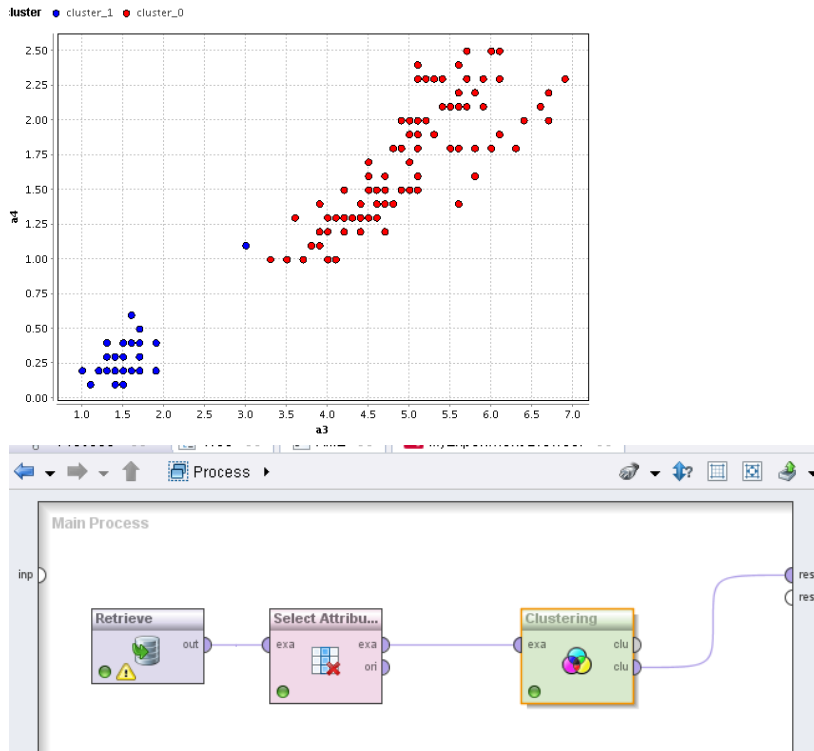 cluster_1 cluster_0
2.50
2.25
2.00
1.75
1.50
1.25
1.00
0.75
0.50
0.25
0.00
a4
1.0 1.5 2.0 2.5 3.0 3.5 4.0 4.5 5.0 5.5 6.0 6.5 7.0
a3
Process
Main Process
inp
res
res
Retrieve
out
Select Attribu...
exa exa
ori
Clustering
exa clu
clu